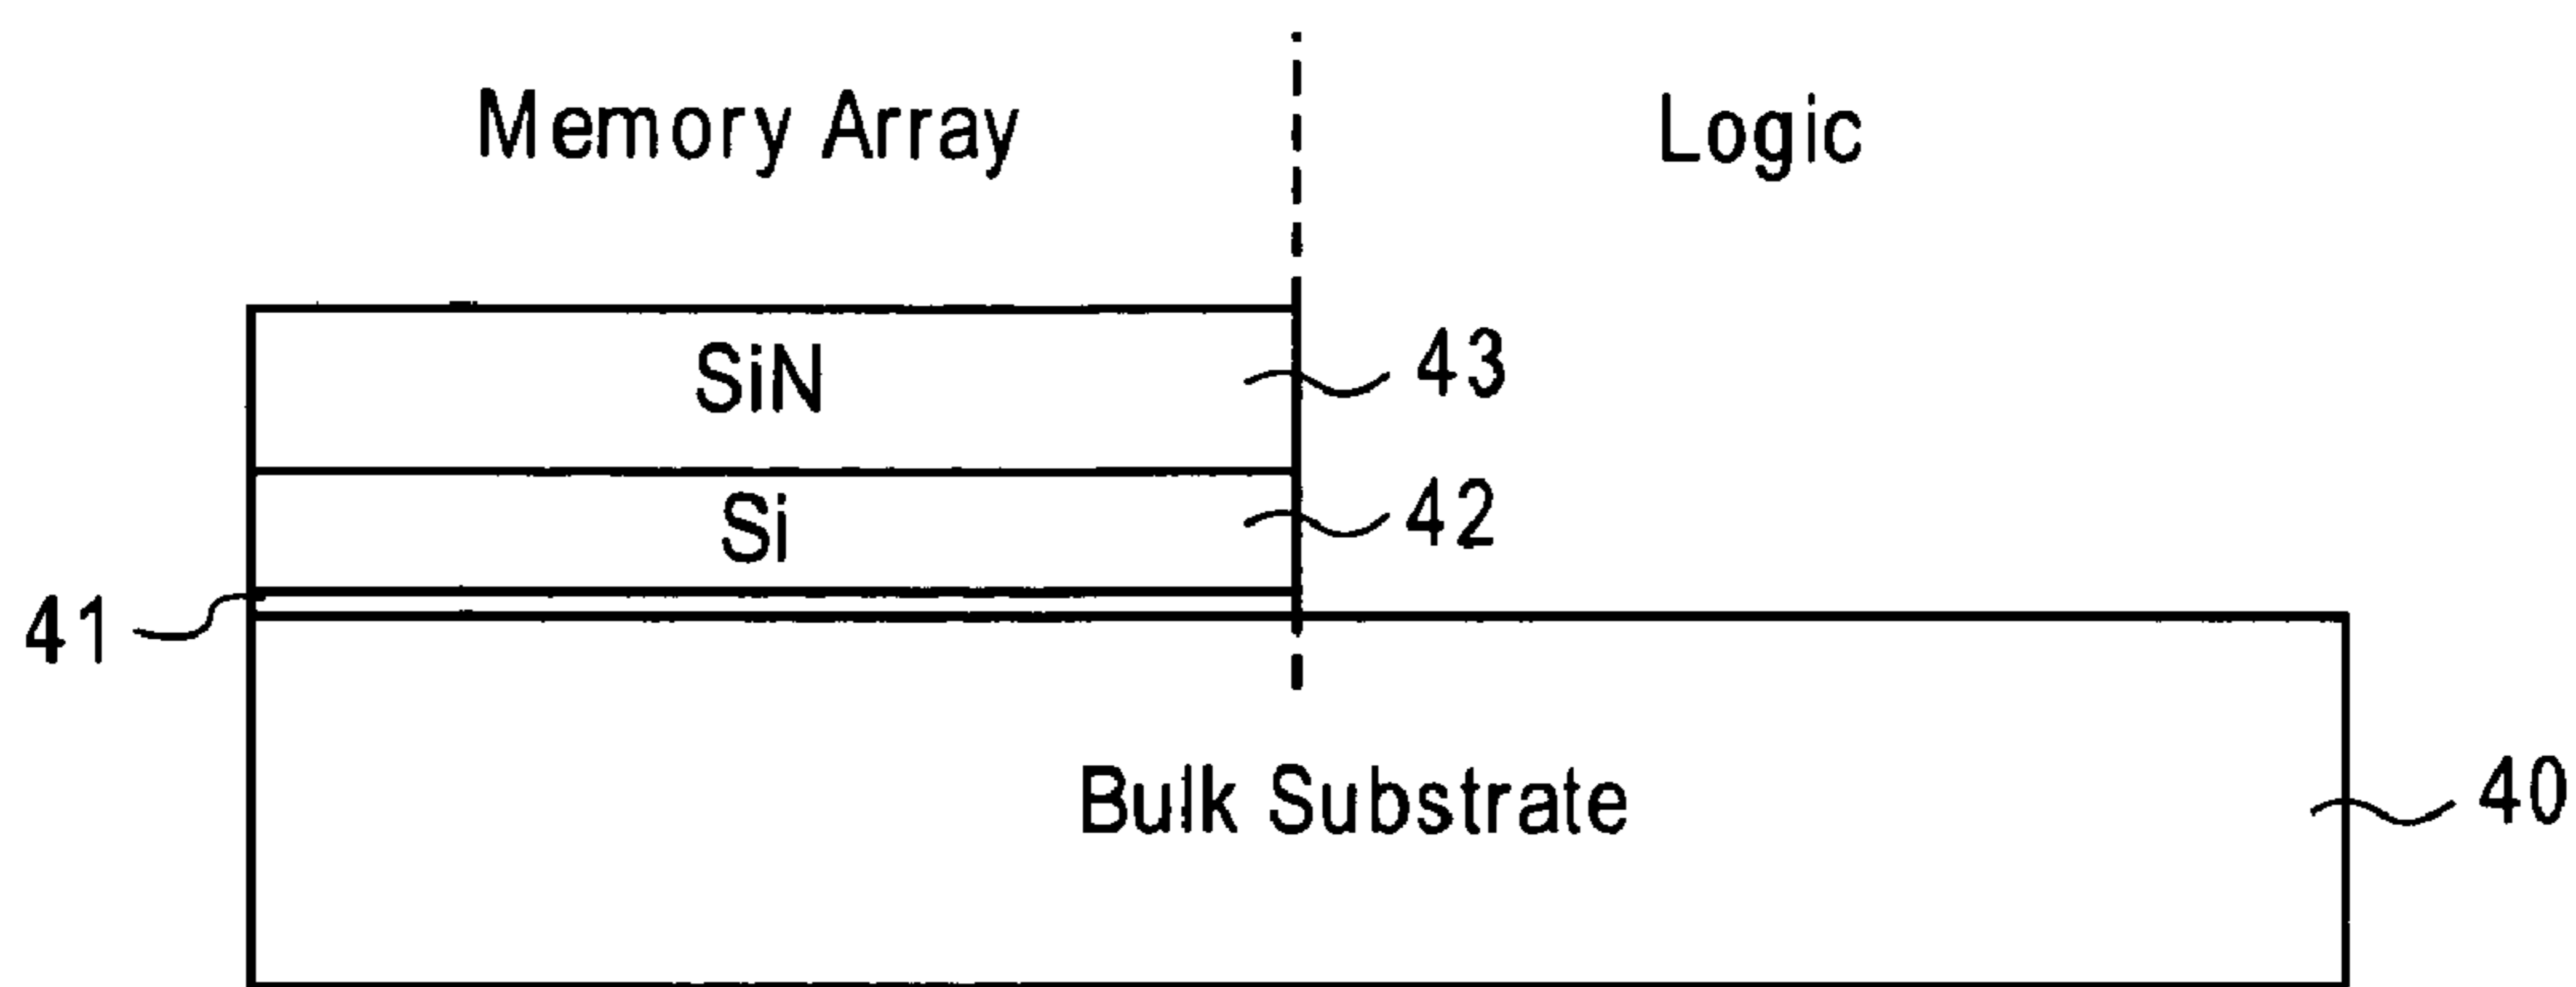 Memory Array
Logic
SiN
43
Si
42
41
Bulk Substrate
40